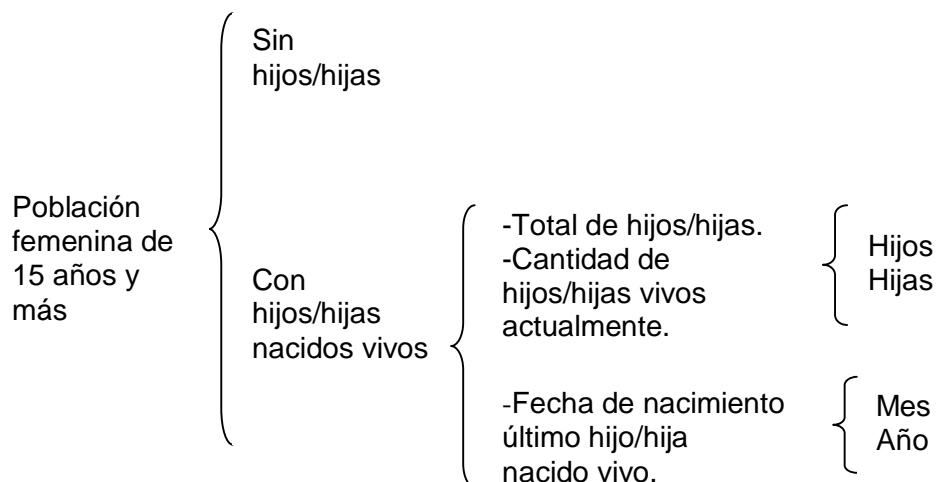 Sin
hijos/hijas
Población
femenina de
15 años y
más
Con
hijos/hijas
nacidos vivos
-Total de hijos/hijas.
-Cantidad de
hijos/hijas vivos
actualmente.
Hijos
Hijas
-Fecha de nacimiento
último hijo/hija
nacido vivo.
Mes
Año